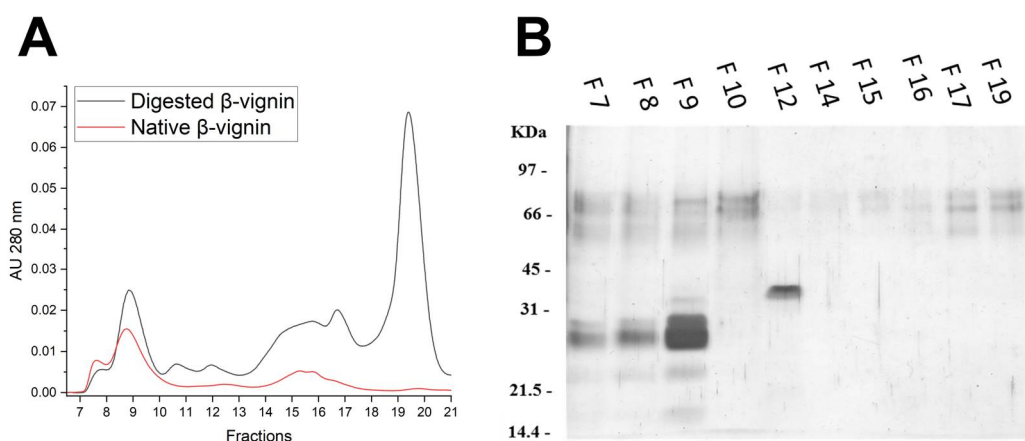 A
Digested β-vignin
Native β-vignin
0.07
0.06
0.05
0.04
0.03
0.02
0.01
0.00
AU 280 nm
7 8 9 10 11 12 13 14 15 16 17 18 19 20 21
Fractions
B
F 7 F 8 F 9 F 10 F 12 F 14 F 15 F 16 F 17 F 19
KDa
97 -
66 -
45 -
31 -
21.5 -
14.4 -